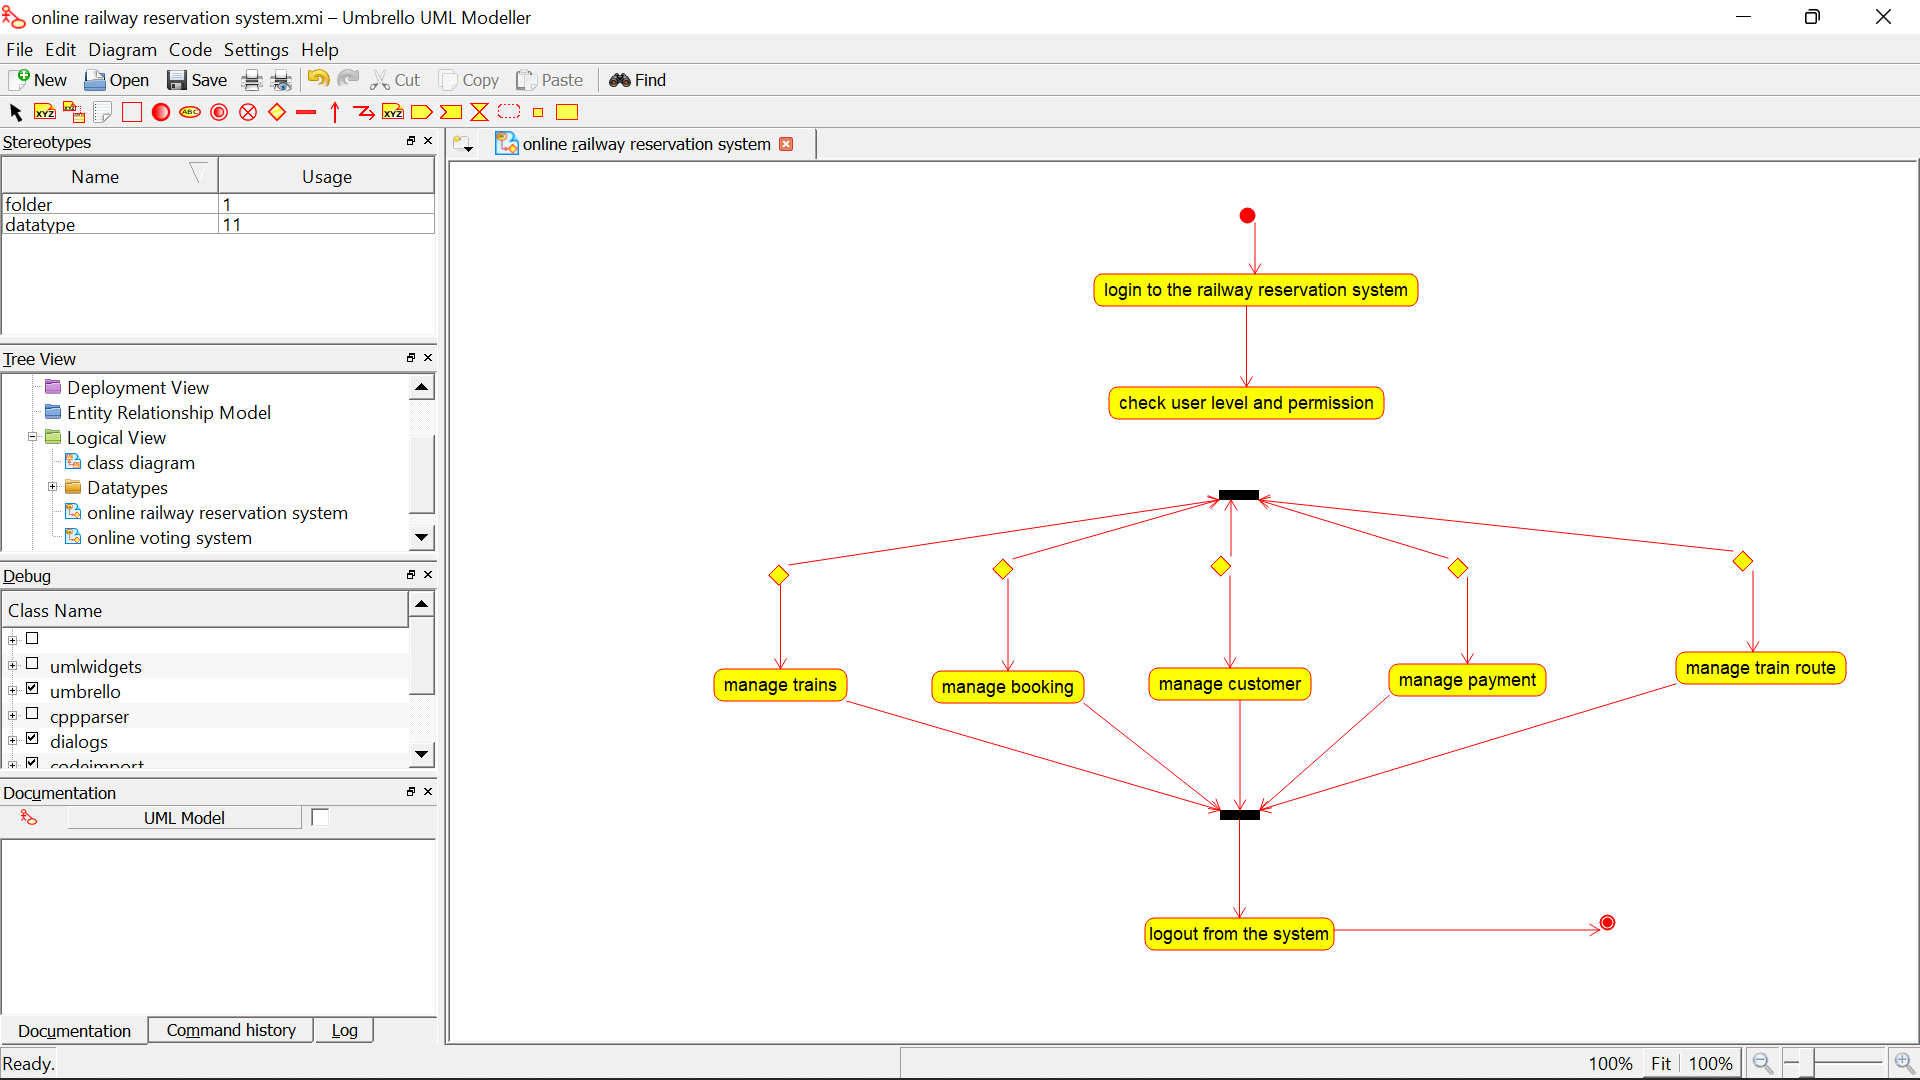 online railway reservation system.xmi – Umbrello UML Modeller
File Edit Diagram Code Settings Help
New Open Save Cut Copy Paste Find
XYZ XYZ ABC XYZ
Stereotypes
online railway reservation system
Name Usage
folder 1
datatype 11
Tree View
Deployment View
Entity Relationship Model
Logical View
class diagram
Datatypes
online railway reservation system
online voting system
Debug
Class Name
umlwidgets
umbrello
cppparser
dialogs
codeimport
Documentation
UML Model
Documentation Command history Log
login to the railway reservation system
check user level and permission
manage trains
manage booking
manage customer
manage payment
manage train route
logout from the system
Ready.
100% Fit 100%